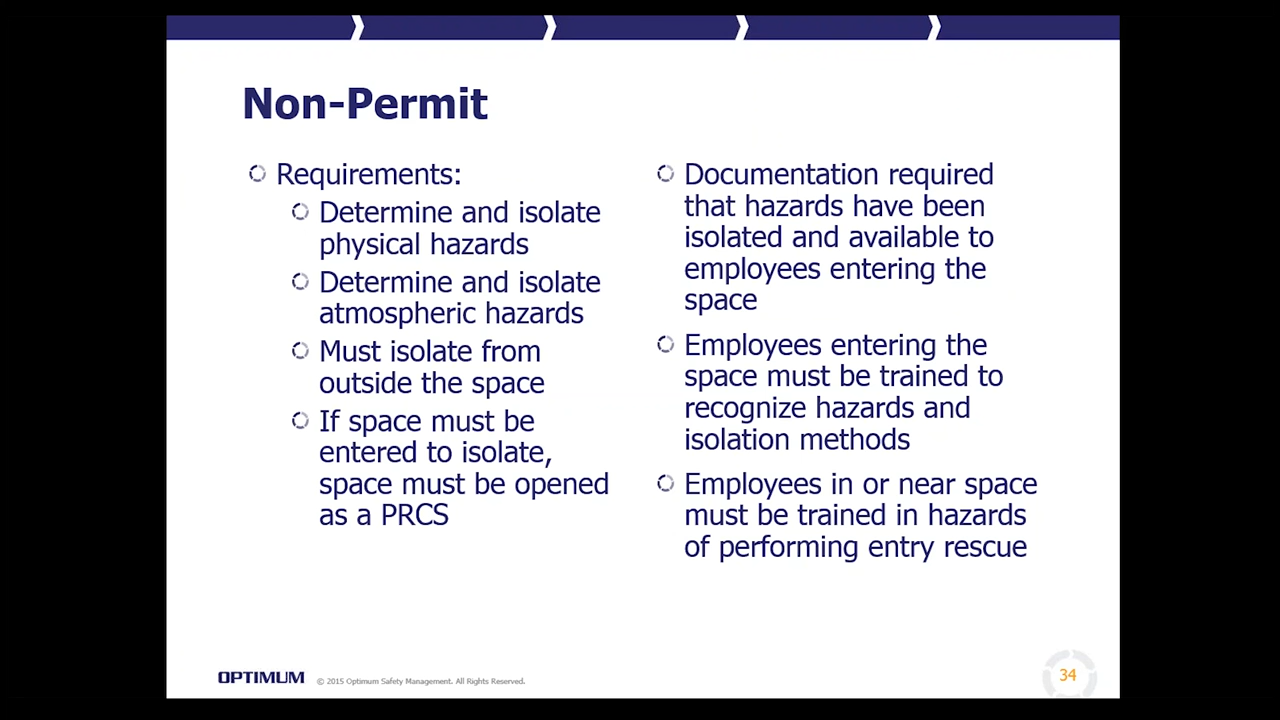 Non-Permit
Requirements:
Determine and isolate
physical hazards
Determine and isolate
atmospheric hazards
Must isolate from
outside the space
If space must be
entered to isolate,
space must be opened
as a PRCS
Documentation required
that hazards have been
isolated and available to
employees entering the
space
Employees entering the
space must be trained to
recognize hazards and
isolation methods
Employees in or near space
must be trained in hazards
of performing entry rescue
OPTIMUM © 2015 Optimum Safety Management. All Rights Reserved.
34